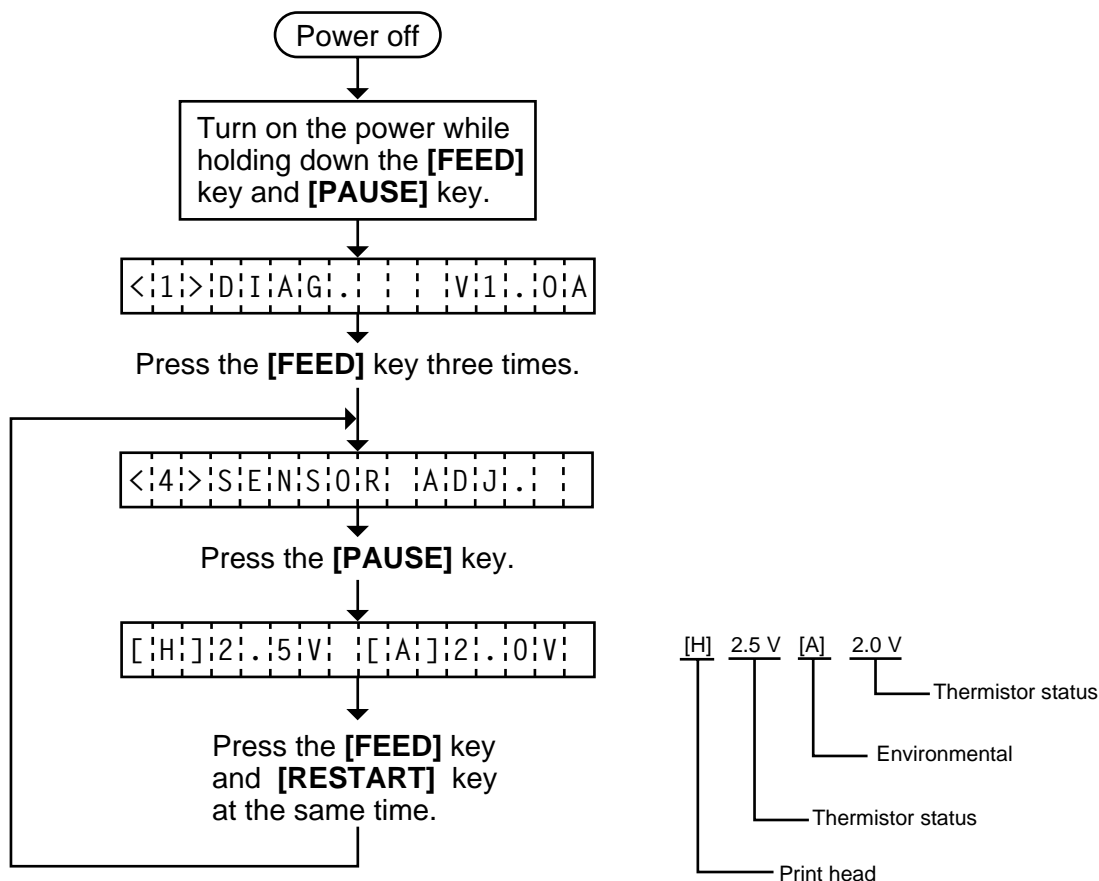 Power off
Turn on the power while
holding down the [FEED]
key and [PAUSE] key.
<1>DIAG.   V1.0A
Press the [FEED] key three times.
<4>SENSOR ADJ.
Press the [PAUSE] key.
[H]2.5V [A]2.0V
Press the [FEED] key
and [RESTART] key
at the same time.
[H] 2.5 V [A] 2.0 V
Thermistor status
Environmental
Thermistor status
Print head